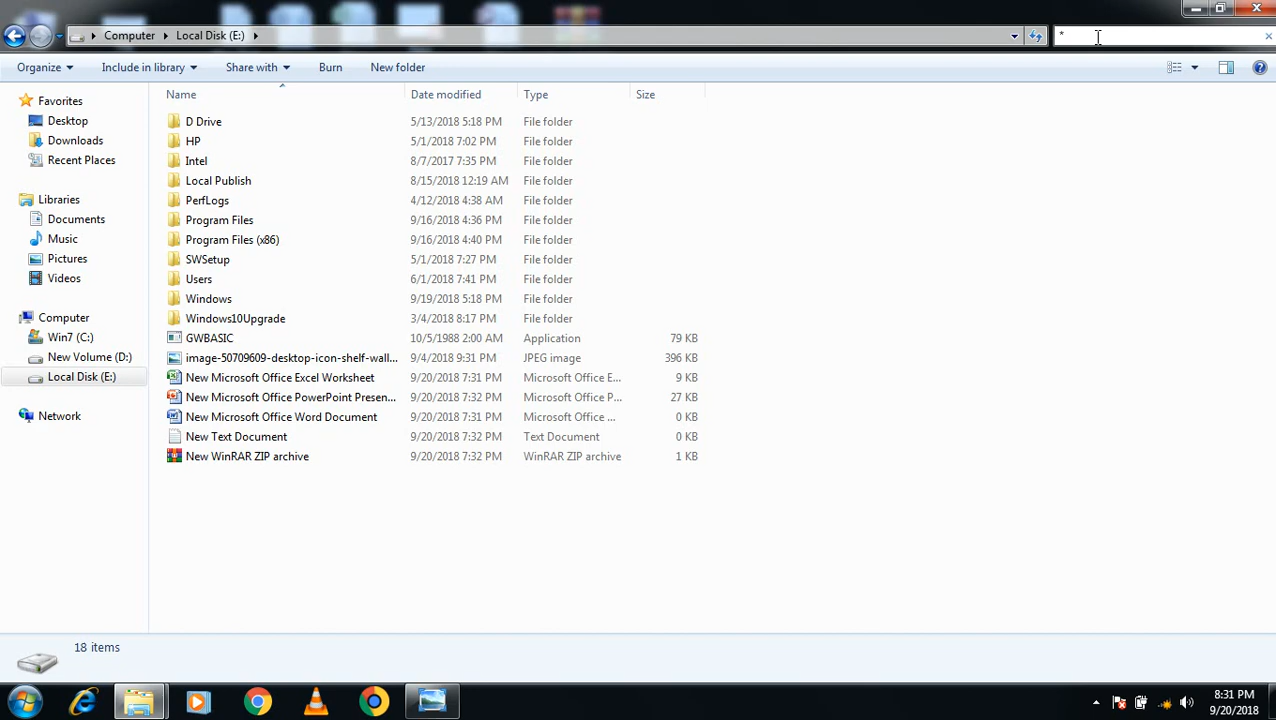 Computer Local Disk (E:) *
Organize Include in library Share with Burn New folder
Name Date modified Type Size
Favorites
Desktop
Downloads
Recent Places
Libraries
Documents
Music
Pictures
Videos
Computer
Win7 (C:)
New Volume (D:)
Local Disk (E:)
Network
D Drive 5/13/2018 5:18 PM File folder
HP 5/1/2018 7:02 PM File folder
Intel 8/7/2017 7:35 PM File folder
Local Publish 8/15/2018 12:19 AM File folder
PerfLogs 4/12/2018 4:38 AM File folder
Program Files 9/16/2018 4:36 PM File folder
Program Files (x86) 9/16/2018 4:40 PM File folder
SWSetup 5/1/2018 7:27 PM File folder
Users 6/1/2018 7:41 PM File folder
Windows 9/19/2018 5:18 PM File folder
Windows10Upgrade 3/4/2018 8:17 PM File folder
GWBASIC 10/5/1988 2:00 AM Application 79 KB
image-50709609-desktop-icon-shelf-wall... 9/4/2018 9:31 PM JPEG image 396 KB
New Microsoft Office Excel Worksheet 9/20/2018 7:31 PM Microsoft Office E... 9 KB
New Microsoft Office PowerPoint Presen... 9/20/2018 7:32 PM Microsoft Office P... 27 KB
New Microsoft Office Word Document 9/20/2018 7:31 PM Microsoft Office ... 0 KB
New Text Document 9/20/2018 7:32 PM Text Document 0 KB
New WinRAR ZIP archive 9/20/2018 7:32 PM WinRAR ZIP archive 1 KB
18 items
8:31 PM
9/20/2018